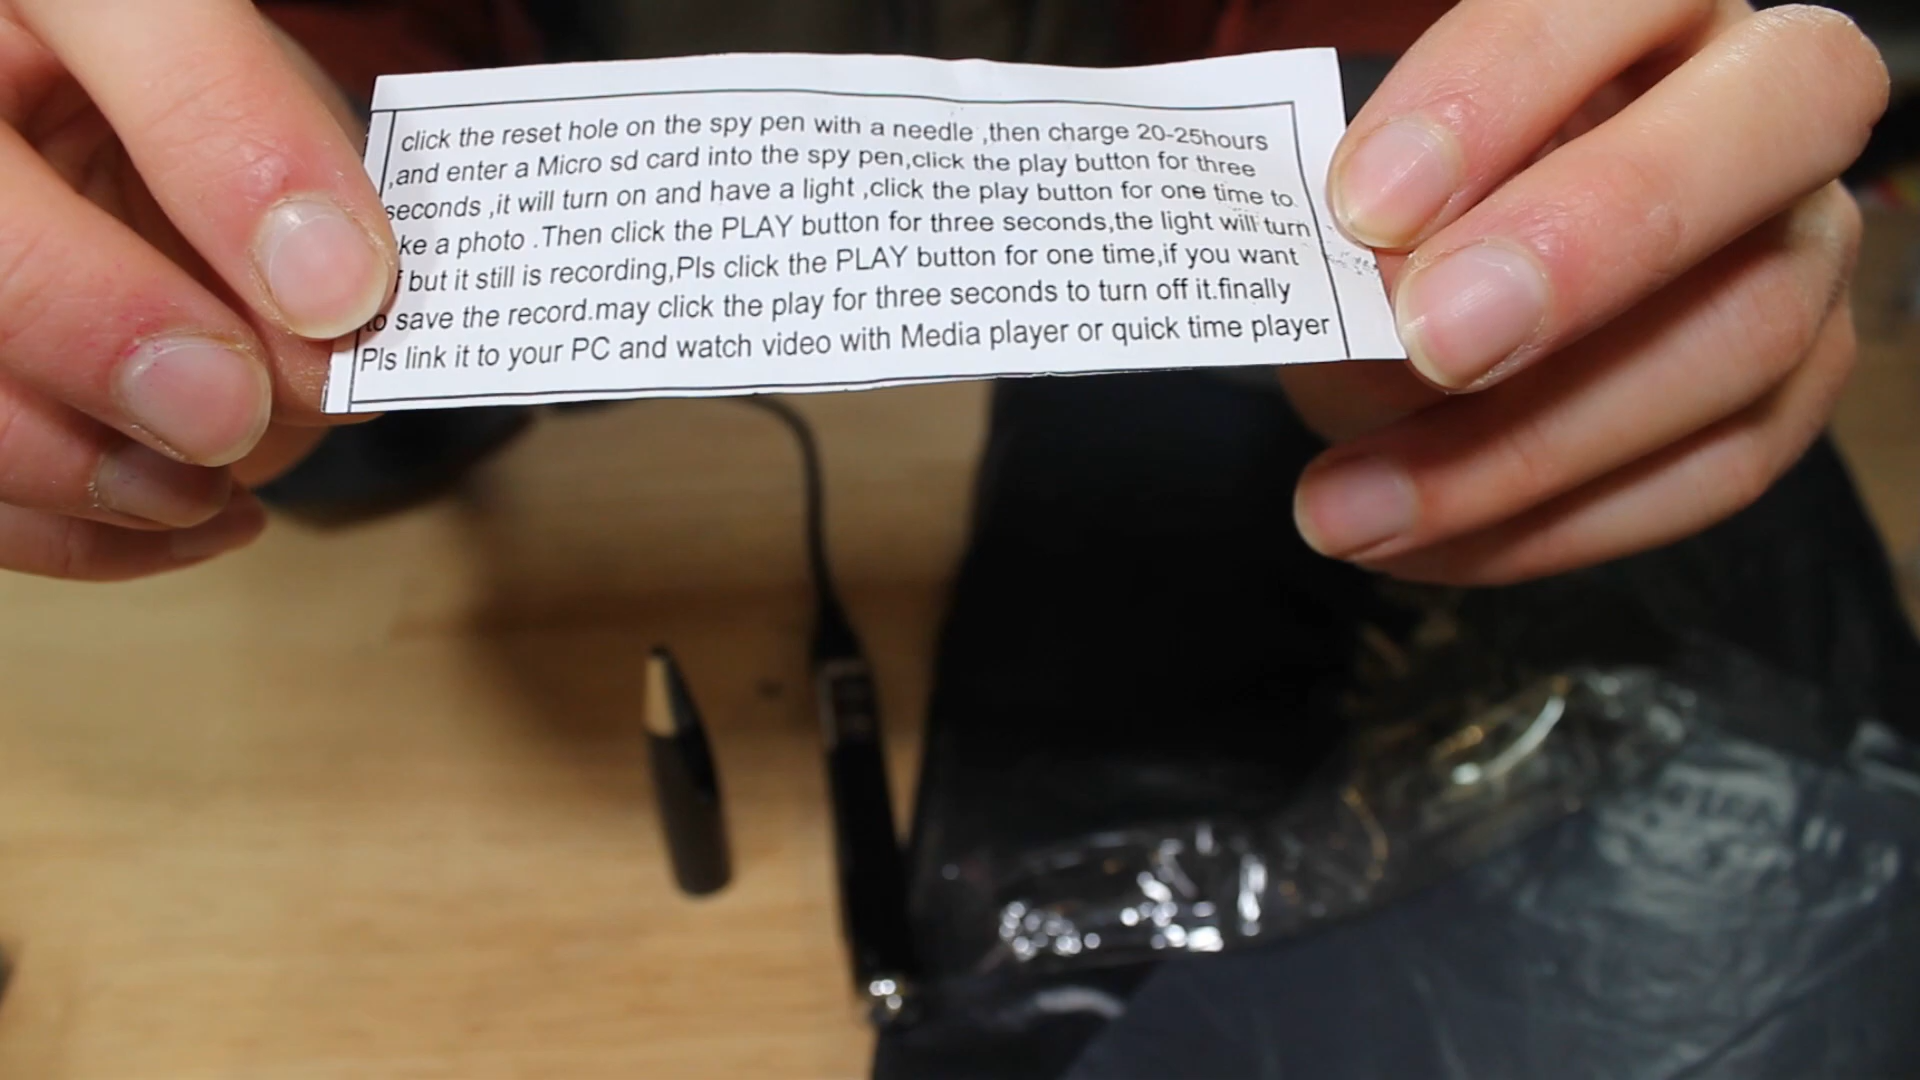 click the reset hole on the spy pen with a needle ,then charge 20-25hours
,and enter a Micro sd card into the spy pen,click the play button for three
seconds ,it will turn on and have a light ,click the play button for one time to
ke a photo .Then click the PLAY button for three seconds,the light will turn
f but it still is recording,Pls click the PLAY button for one time,if you want
to save the record.may click the play for three seconds to turn off it.finally
Pls link it to your PC and watch video with Media player or quick time player